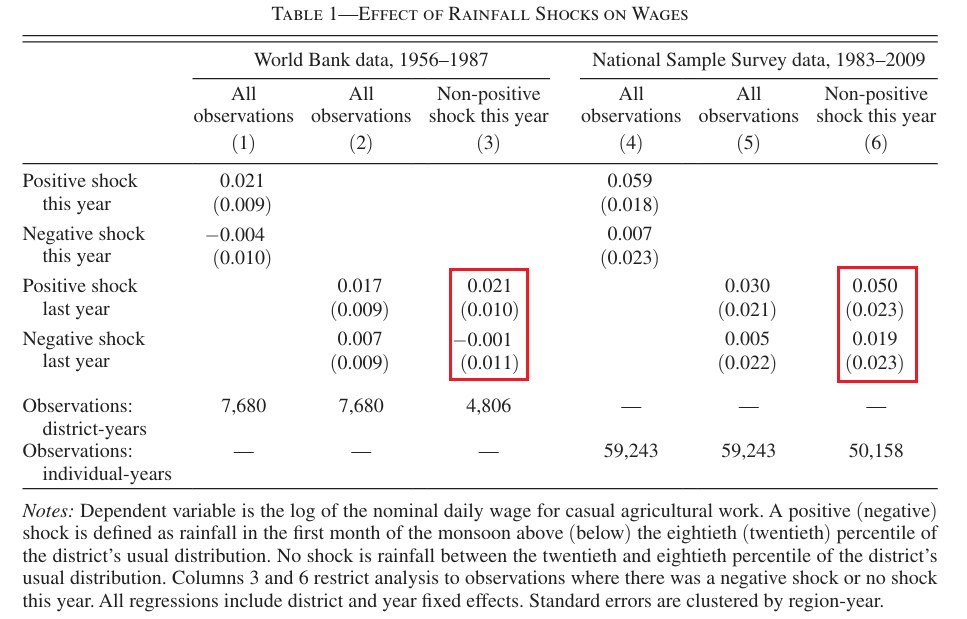 TABLE 1—EFFECT OF RAINFALL SHOCKS ON WAGES
World Bank data, 1956–1987 National Sample Survey data, 1983–2009
All observations (1) All observations (2) Non-positive shock this year (3) All observations (4) All observations (5) Non-positive shock this year (6)
Positive shock 0.021 0.059
this year (0.009) (0.018)
Negative shock −0.004 0.007
this year (0.010) (0.023)
Positive shock 0.017 0.021 0.030 0.050
last year (0.009) (0.010) (0.021) (0.023)
Negative shock 0.007 −0.001 0.005 0.019
last year (0.009) (0.011) (0.022) (0.023)
Observations: 7,680 7,680 4,806 — — —
district-years
Observations: — — — 59,243 59,243 50,158
individual-years
Notes: Dependent variable is the log of the nominal daily wage for casual agricultural work. A positive (negative)
shock is defined as rainfall in the first month of the monsoon above (below) the eightieth (twentieth) percentile of
the district's usual distribution. No shock is rainfall between the twentieth and eightieth percentile of the district's
usual distribution. Columns 3 and 6 restrict analysis to observations where there was a negative shock or no shock
this year. All regressions include district and year fixed effects. Standard errors are clustered by region-year.